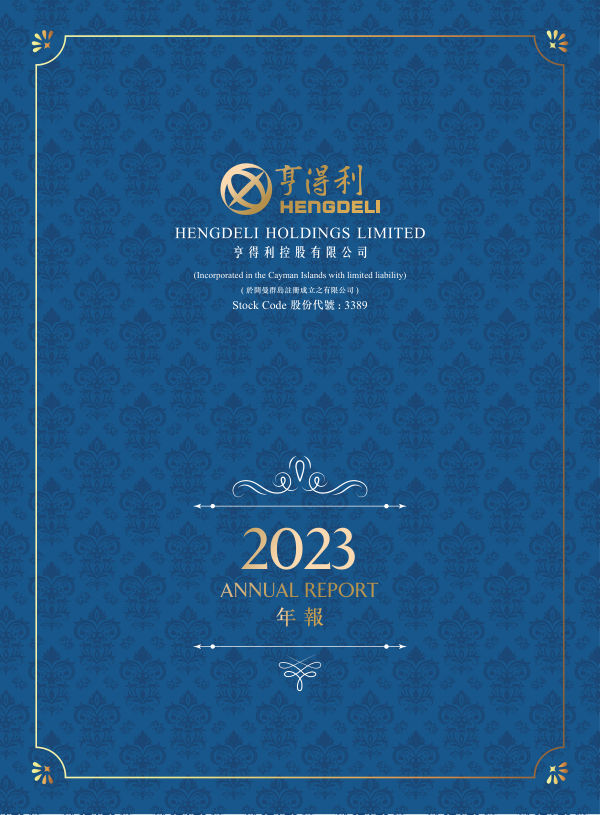 亨得利
HENGDELI
HENGDELI HOLDINGS LIMITED
亨得利控股有限公司
(Incorporated in the Cayman Islands with limited liability)
(於開曼群島註冊成立之有限公司)
Stock Code 股份代號 : 3389
2023
ANNUAL REPORT
年報